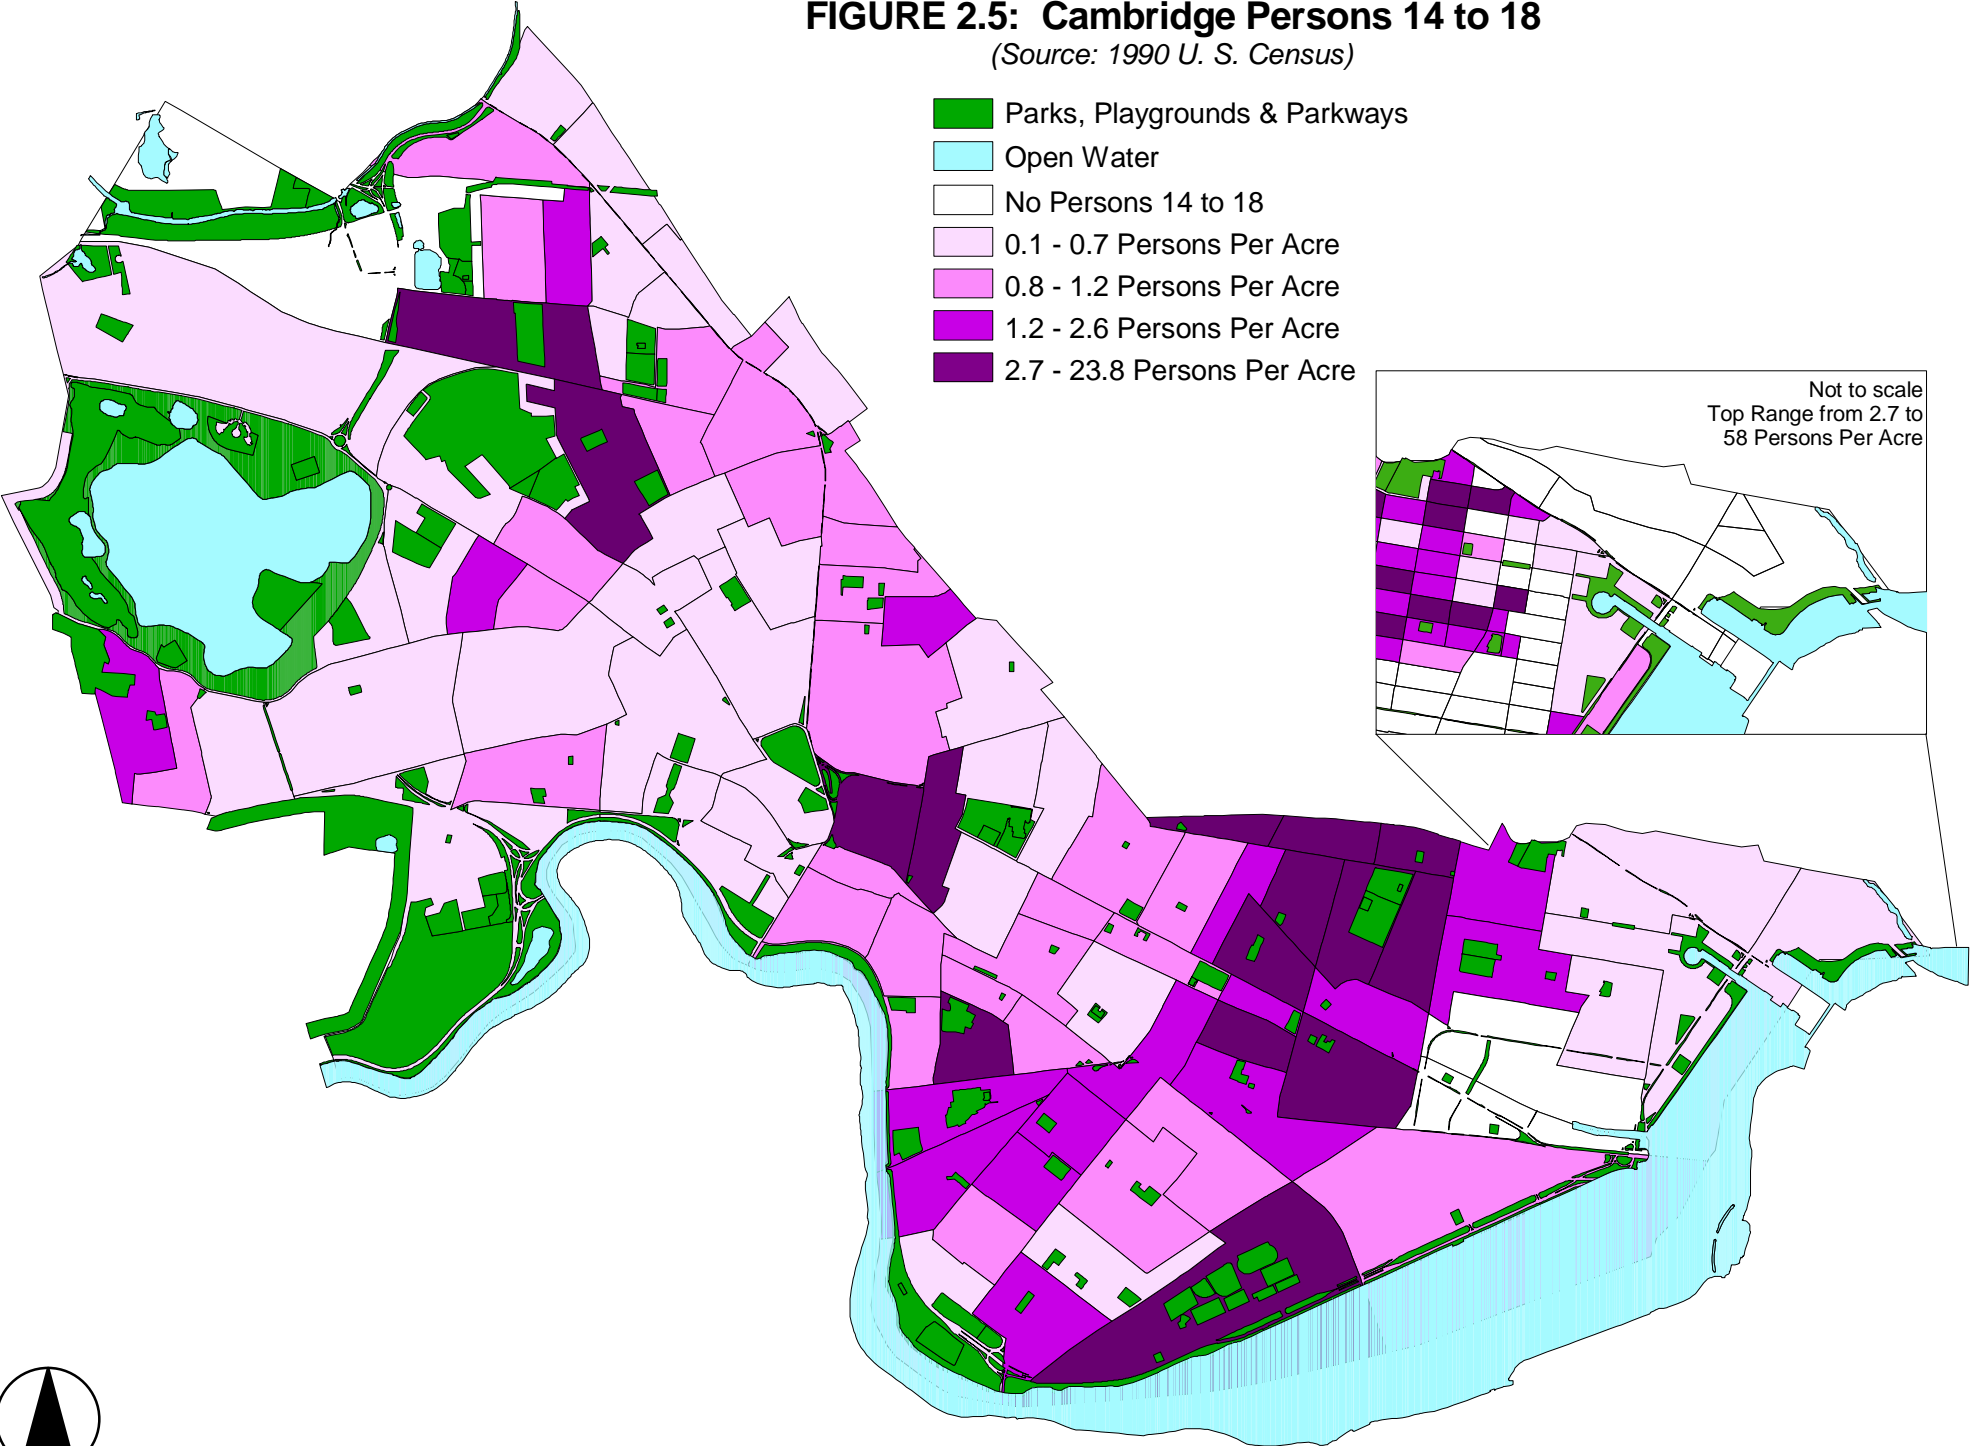 FIGURE 2.5: Cambridge Persons 14 to 18
(Source: 1990 U. S. Census)
Parks, Playgrounds & Parkways
Open Water
No Persons 14 to 18
0.1 - 0.7 Persons Per Acre
0.8 - 1.2 Persons Per Acre
1.2 - 2.6 Persons Per Acre
2.7 - 23.8 Persons Per Acre
Not to scale
Top Range from 2.7 to
58 Persons Per Acre